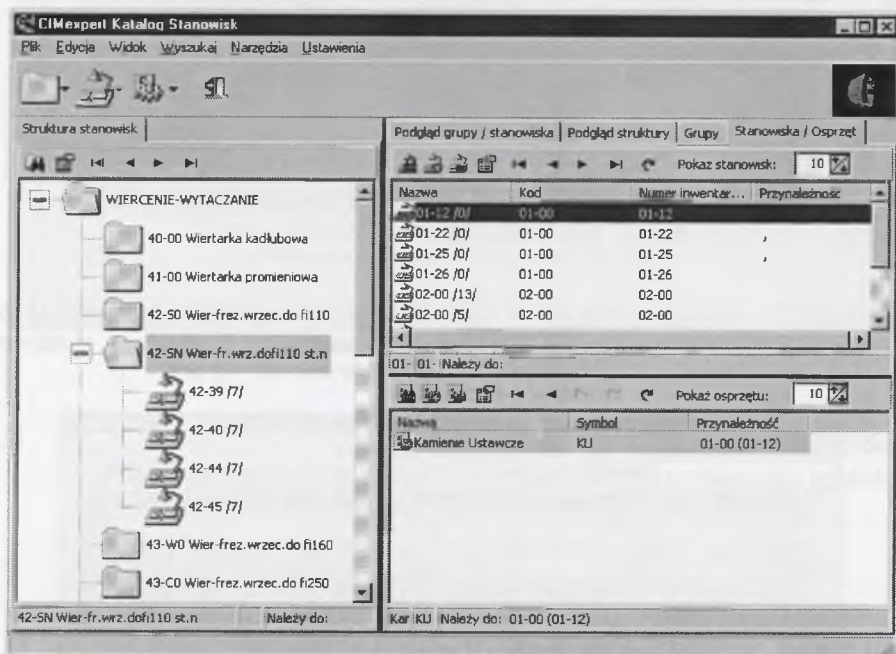 CIMexpert Katalog Stanowisk
Plik Edycja Widok Wyszukaj Narzędzia Ustawienia
Struktura stanowisk
WIERCENIE-WYTACZANIE
40-00 Wiertarka kadłubowa
41-00 Wiertarka promieniowa
42-S0 Wier-frez.wrzec.do fi110
42-SN Wier-fr.wrz.dofi110 st.n
42-39 /7/
42-40 /7/
42-44 /7/
42-45 /7/
43-W0 Wier-frez.wrzec.do fi160
43-C0 Wier-frez.wrzec.do fi250
42-SN Wier-fr.wrz.dofi110 st.n Należy do:
Podgląd grupy / stanowiska Podgląd struktury Grupy Stanowiska / Osprzęt
Pokaż stanowisk: 10
Nazwa Kod Numer inwentar... Przynależność
01-12 /0/ 01-00 01-12
01-22 /0/ 01-00 01-22 ,
01-25 /0/ 01-00 01-25 ,
01-26 /0/ 01-00 01-26
02-00 /13/ 02-00 02-00
02-00 /5/ 02-00 02-00
01- 01- Należy do:
Pokaż osprzętu: 10
Nazwa Symbol Przynależność
Kamienie Ustawcze KU 01-00 (01-12)
Kar KU Należy do: 01-00 (01-12)